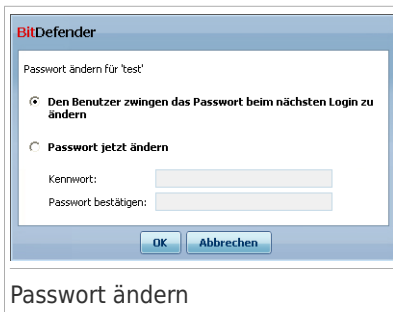 BitDefender
Passwort ändern für 'test'
Den Benutzer zwingen das Passwort beim nächsten Login zu
ändern
Passwort jetzt ändern
Kennwort:
Passwort bestätigen:
OK Abbrechen
Passwort ändern